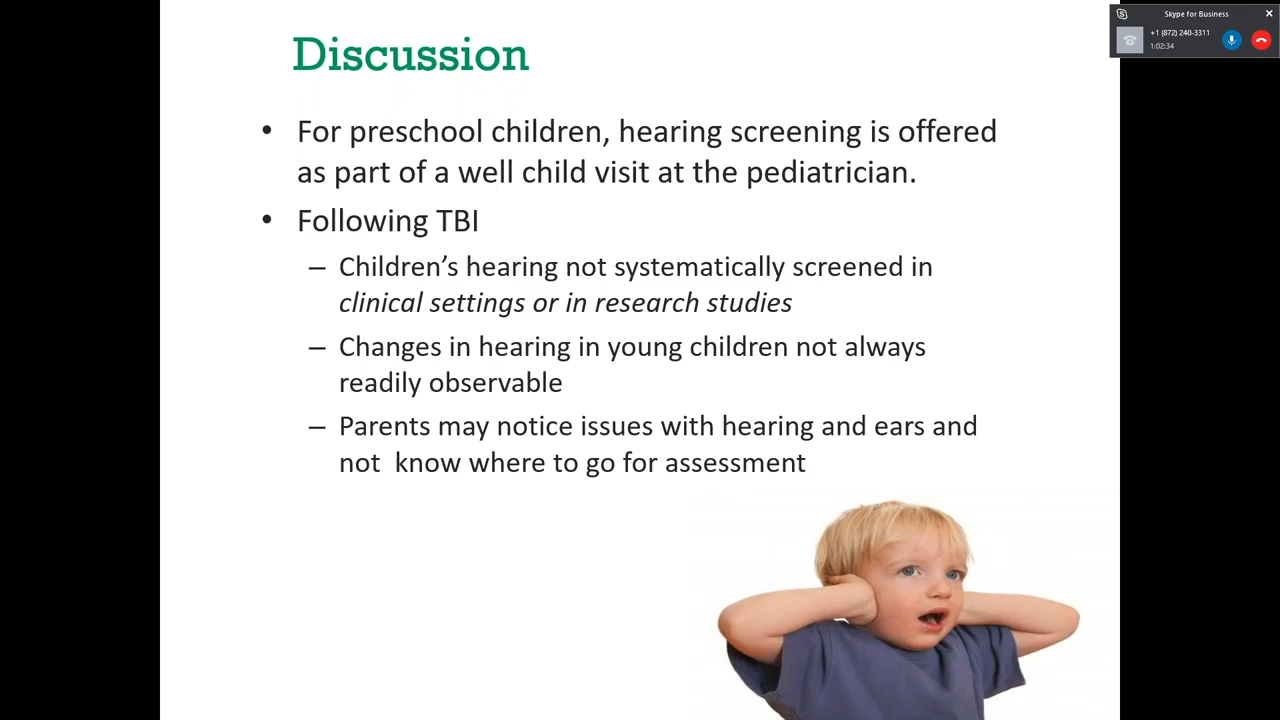 Discussion
• For preschool children, hearing screening is offered
as part of a well child visit at the pediatrician.
• Following TBI
– Children’s hearing not systematically screened in
clinical settings or in research studies
– Changes in hearing in young children not always
readily observable
– Parents may notice issues with hearing and ears and
not  know where to go for assessment
Skype for Business
+1 (872) 240-3311
1:02:34